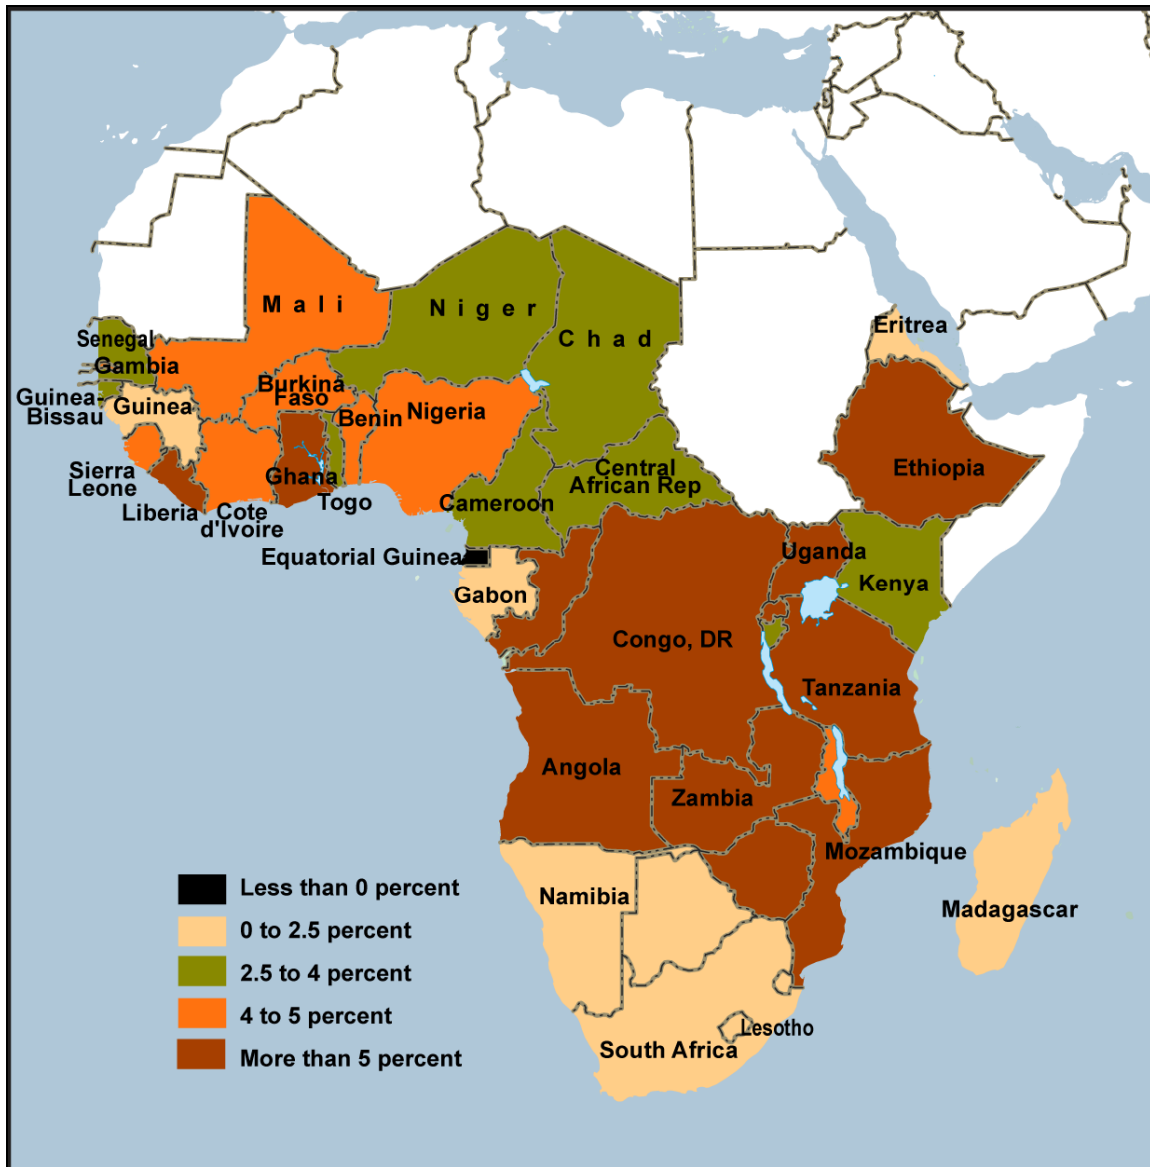 M a l i
N i g e r
C h a d
Eritrea
Senegal
Gambia
Burkina
Faso
Guinea
Bissau
Guinea
Benin
Nigeria
Sierra
Leone
Ghana
Central
African Rep
Ethiopia
Liberia
Cote
d'Ivoire
Togo
Cameroon
Equatorial Guinea
Uganda
Gabon
Kenya
Congo, DR
Tanzania
Angola
Zambia
Mozambique
Namibia
Madagascar
Lesotho
South Africa
Less than 0 percent
0 to 2.5 percent
2.5 to 4 percent
4 to 5 percent
More than 5 percent